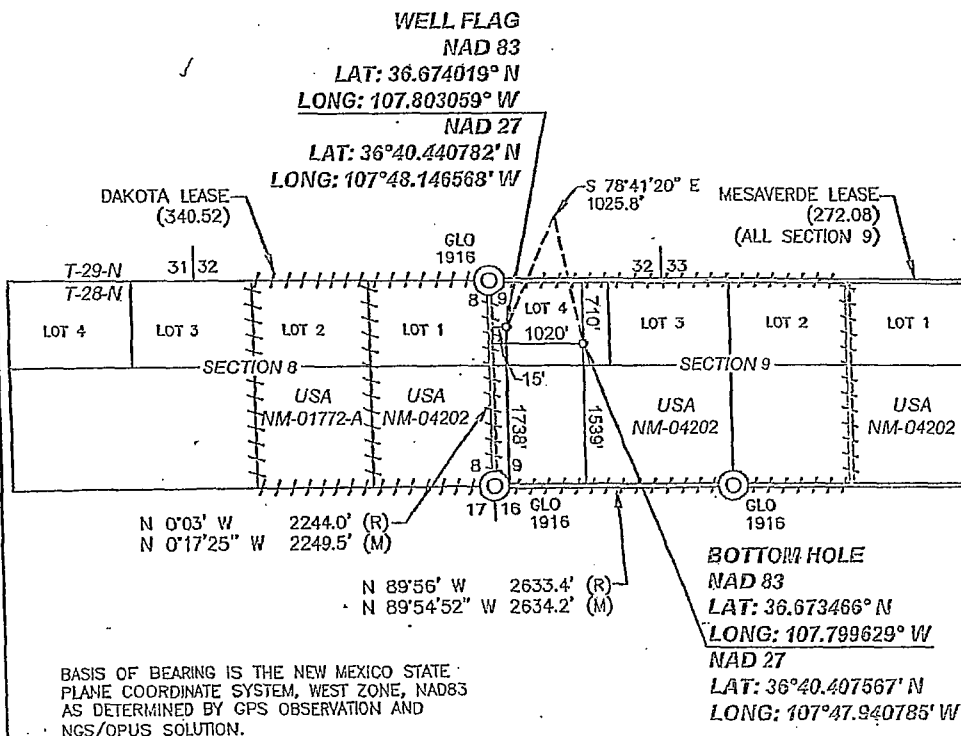 WELL FLAG
NAD 83
LAT: 36.674019° N
LONG: 107.803059° W
NAD 27
LAT: 36°40.440782' N
LONG: 107°48.146568' W
DAKOTA LEASE
(340.52)
S 78°41'20" E
1025.8'
MESAVERDE LEASE
(272.08)
(ALL SECTION 9)
GLO
1916
T-29-N
31 32
32 33
T-28-N
8 9
LOT 4
LOT 3
LOT 2
LOT 1
LOT 4
710'
LOT 3
LOT 2
LOT 1
1020'
SECTION 8
SECTION 9
15'
USA
NM-01772-A
USA
NM-04202
1738'
1539'
USA
NM-04202
USA
NM-04202
8 9
17 16
GLO
1916
GLO
1916
N 0°03' W 2244.0' (R)
N 0°17'25" W 2249.5' (M)
N 89°56' W 2633.4' (R)
N 89°54'52" W 2634.2' (M)
BOTTOM HOLE
NAD 83
LAT: 36.673466° N
LONG: 107.799629° W
NAD 27
LAT: 36°40.407567' N
LONG: 107°47.940785' W
BASIS OF BEARING IS THE NEW MEXICO STATE
PLANE COORDINATE SYSTEM, WEST ZONE, NAD83
AS DETERMINED BY GPS OBSERVATION AND
NGS/OPUS SOLUTION.